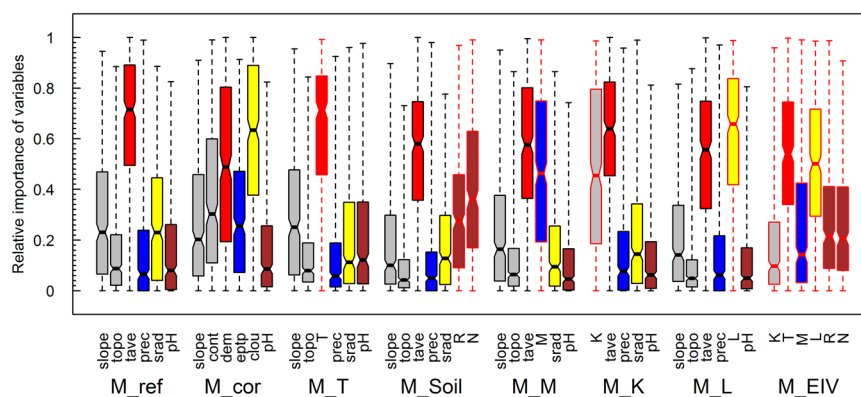 Relative importance of variables
1
0.8
0.6
0.4
0.2
0
slope topo tave prec srad pH
slope cont dem eptp clou pH
slope topo T prec srad pH
slope topo tave prec srad R N
slope topo tave M srad pH
K tave prec srad pH
slope topo tave prec L pH
K T M L R N
M_ref M_cor M_T M_Soil M_M M_K M_L M_EIV